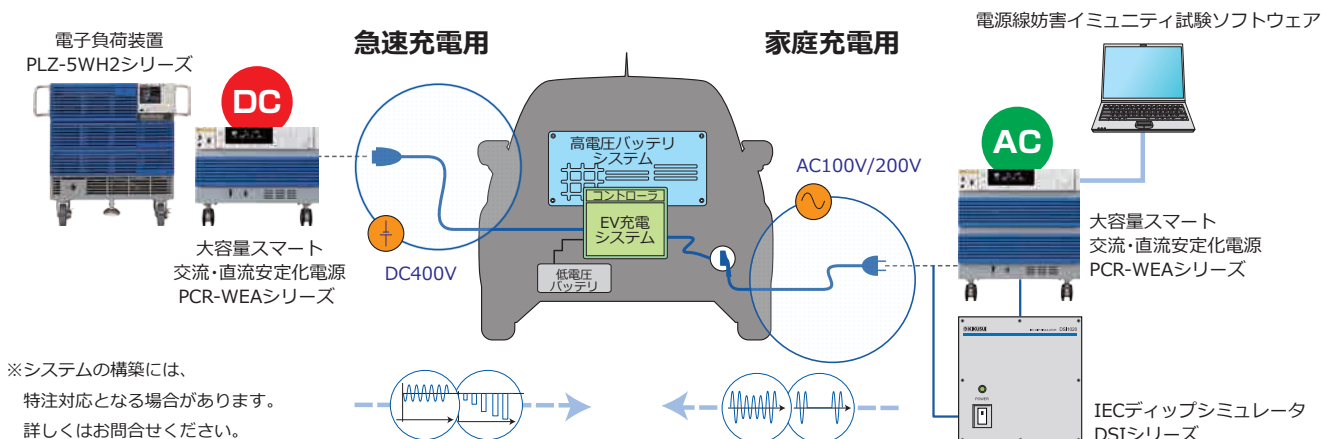 電子負荷装置
PLZ-5WH2シリーズ
DC
大容量スマート
交流・直流安定化電源
PCR-WEAシリーズ
急速充電用
DC400V
高電圧バッテリ
システム
コントローラ
EV充電
システム
低電圧
バッテリ
家庭充電用
AC100V/200V
電源線妨害イミュニティ試験ソフトウェア
AC
大容量スマート
交流・直流安定化電源
PCR-WEAシリーズ
KIKUSUI
DSI1020
POWER
IECディップシミュレータ
DSIシリーズ
※システムの構築には、
特注対応となる場合があります。
詳しくはお問合せください。